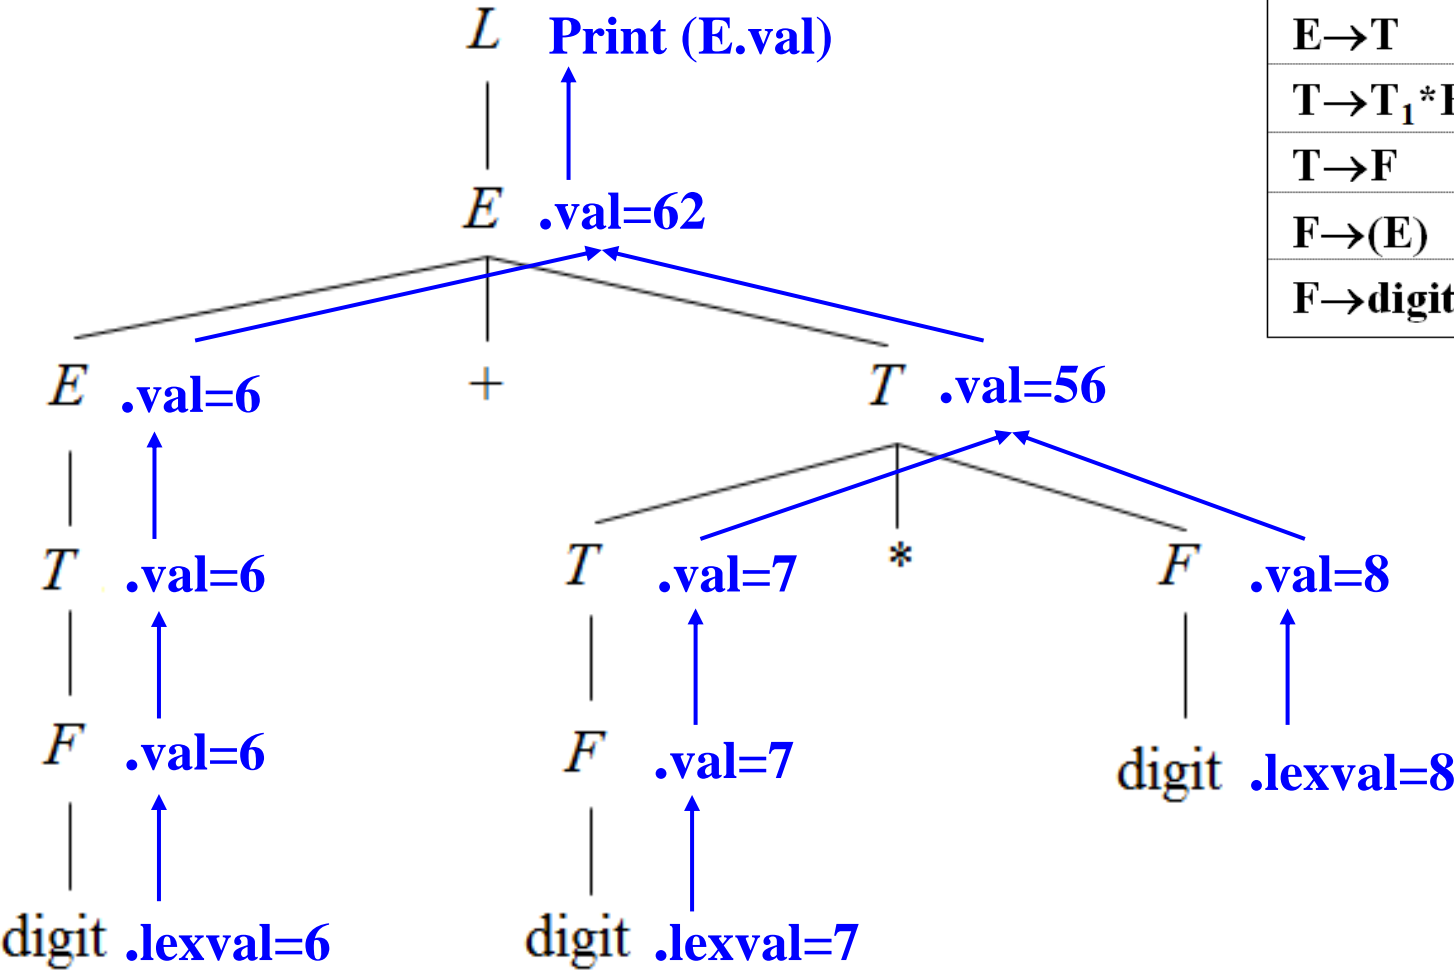 L Print (E.val)
E→T
T→T₁*
T→F
E .val=62
F→(E)
F→digit
E .val=6 + T .val=56
T .val=6 T .val=7 * F .val=8
F .val=6 F .val=7 digit .lexval=8
digit .lexval=6 digit .lexval=7